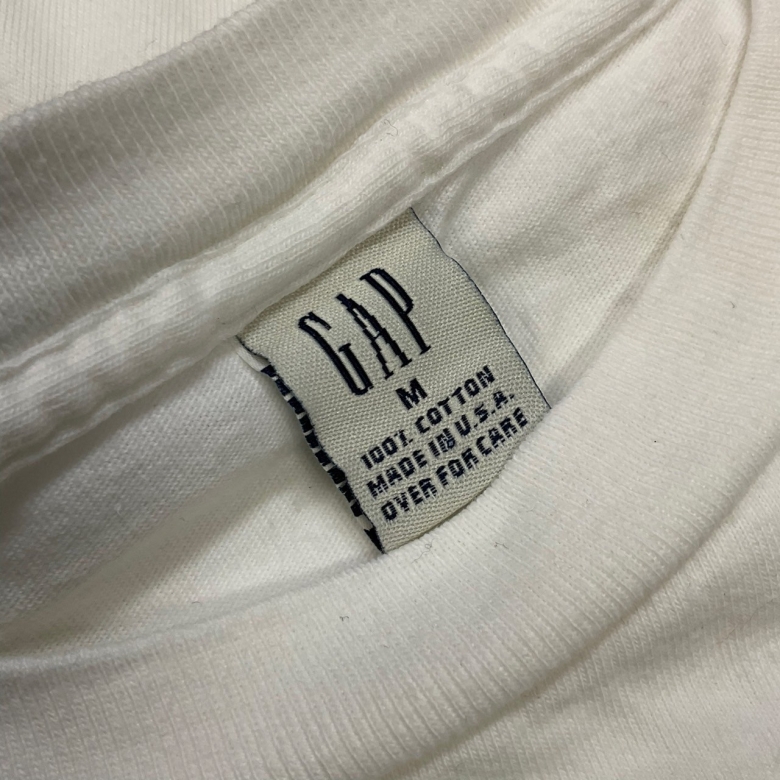 GAP
M
100% COTTON
MADE IN U.S.A.
OVER FOR CARE